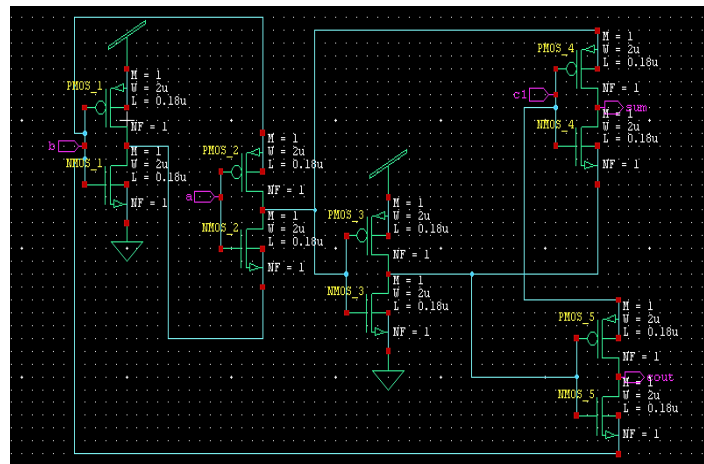 PMOS_1
M = 1
W = 2u
L = 0.18u
NF = 1
b
NMOS_1
M = 1
W = 2u
L = 0.18u
NF = 1
PMOS_2
M = 1
W = 2u
L = 0.18u
NF = 1
a
NMOS_2
M = 1
W = 2u
L = 0.18u
NF = 1
PMOS_3
M = 1
W = 2u
L = 0.18u
NF = 1
NMOS_3
M = 1
W = 2u
L = 0.18u
NF = 1
PMOS_4
M = 1
W = 2u
L = 0.18u
NF = 1
c1
sum
NMOS_4
M = 1
W = 2u
L = 0.18u
NF = 1
PMOS_5
M = 1
W = 2u
L = 0.18u
NF = 1
cout
NMOS_5
M = 1
W = 2u
L = 0.18u
NF = 1